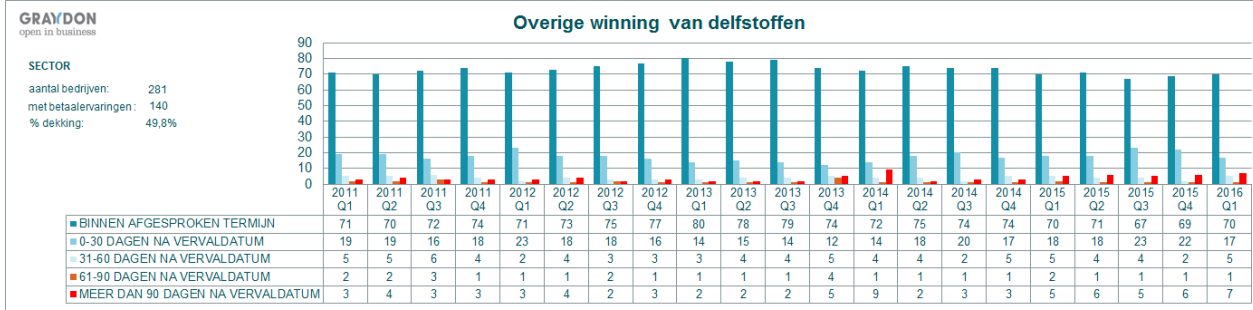 GRAYDON
open in business
Overige winning van delfstoffen
SECTOR
aantal bedrijven: 281
met betaalervaringen: 140
% dekking: 49,8%
90
80
70
60
50
40
30
20
10
0
2011 2011 2011 2011 2012 2012 2012 2012 2013 2013 2013 2013 2014 2014 2014 2014 2015 2015 2015 2015 2016
Q1 Q2 Q3 Q4 Q1 Q2 Q3 Q4 Q1 Q2 Q3 Q4 Q1 Q2 Q3 Q4 Q1 Q2 Q3 Q4 Q1
BINNEN AFGESPROKEN TERMIJN 71 70 72 74 71 73 75 77 80 78 79 74 72 75 74 74 70 71 67 69 70
0-30 DAGEN NA VERVALDATUM 19 19 16 18 23 18 18 16 14 15 14 12 14 18 20 17 18 18 23 22 17
31-60 DAGEN NA VERVALDATUM 5 5 6 4 2 4 3 3 3 4 4 5 4 4 2 5 5 4 4 2 5
61-90 DAGEN NA VERVALDATUM 2 2 3 1 1 1 2 1 1 1 1 4 1 1 1 1 2 1 1 1 1
MEER DAN 90 DAGEN NA VERVALDATUM 3 4 3 3 3 4 2 3 2 2 2 5 9 2 3 3 5 6 5 6 7